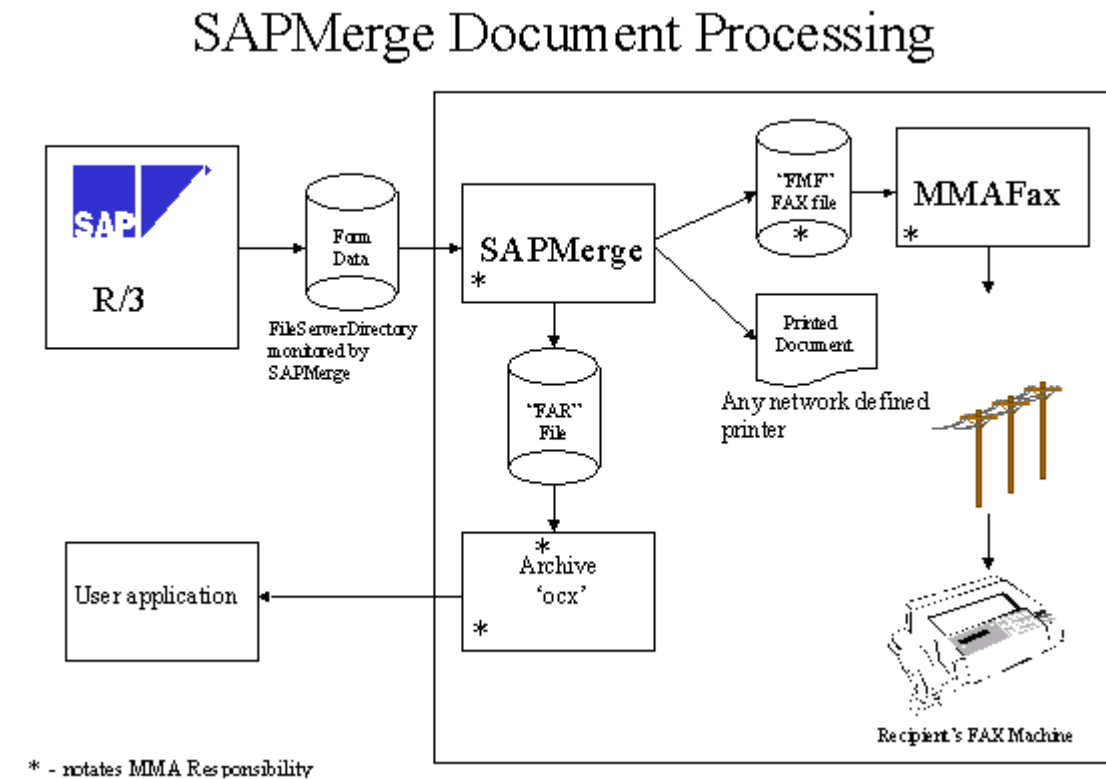 SAPMerge Document Processing
SAP
R/3
Form
Data
FileServerDirectory
monitored by
SAPMerge
SAPMerge
*
"FMF"
FAX file
*
MMAFax
*
Printed
Document
Any network defined
printer
"FAR"
File
*
Archive
'ocx'
*
User application
Recipient's FAX Machine
* - notates MMA Responsibility